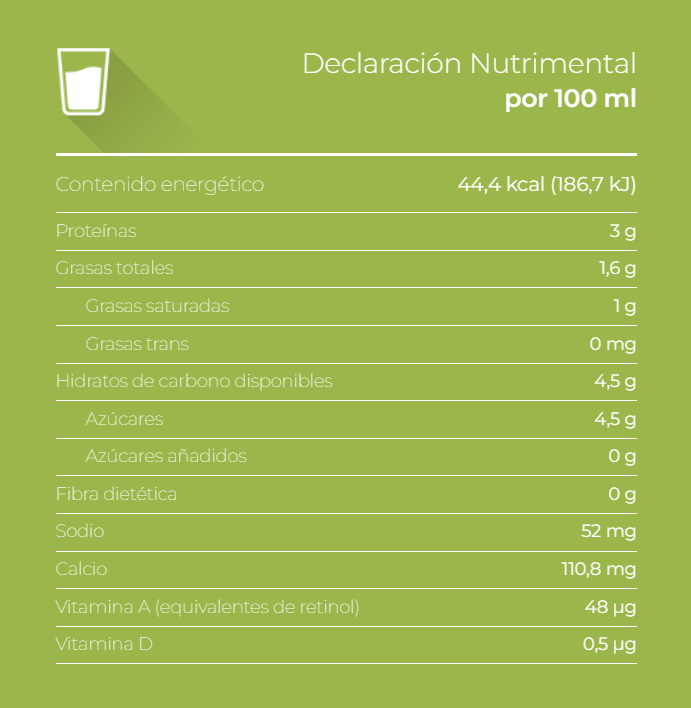 Declaración Nutrimental
por 100 ml
Contenido energético 44,4 kcal (186,7 kJ)
Proteínas 3 g
Grasas totales 1,6 g
Grasas saturadas 1 g
Grasas trans 0 mg
Hidratos de carbono disponibles 4,5 g
Azúcares 4,5 g
Azúcares añadidos 0 g
Fibra dietética 0 g
Sodio 52 mg
Calcio 110,8 mg
Vitamina A (equivalentes de retinol) 48 µg
Vitamina D 0,5 µg